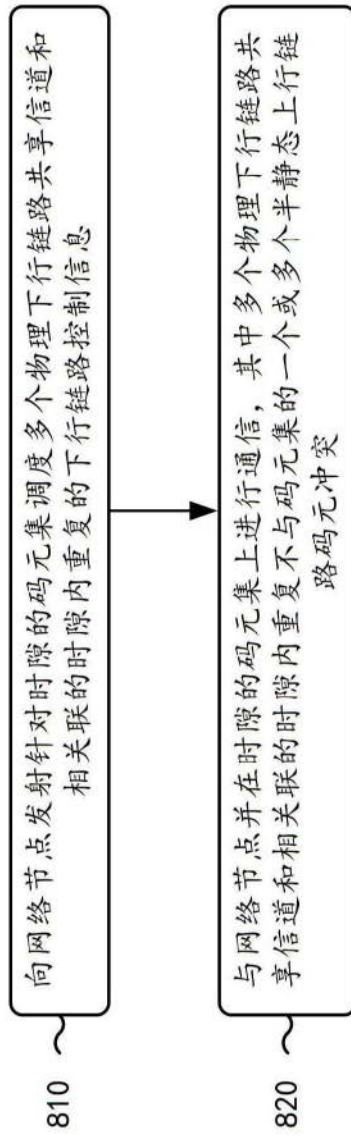 向网络节点发射针对时隙的码元集调度多个物理下行链路共享信道和
相关联的时隙内重复的下行链路控制信息
810
与网络节点并在时隙的码元集上进行通信，其中多个物理下行链路共
享信道和相关联的时隙内重复不与码元集的一个或多个半静态上行链
路码元冲突
820